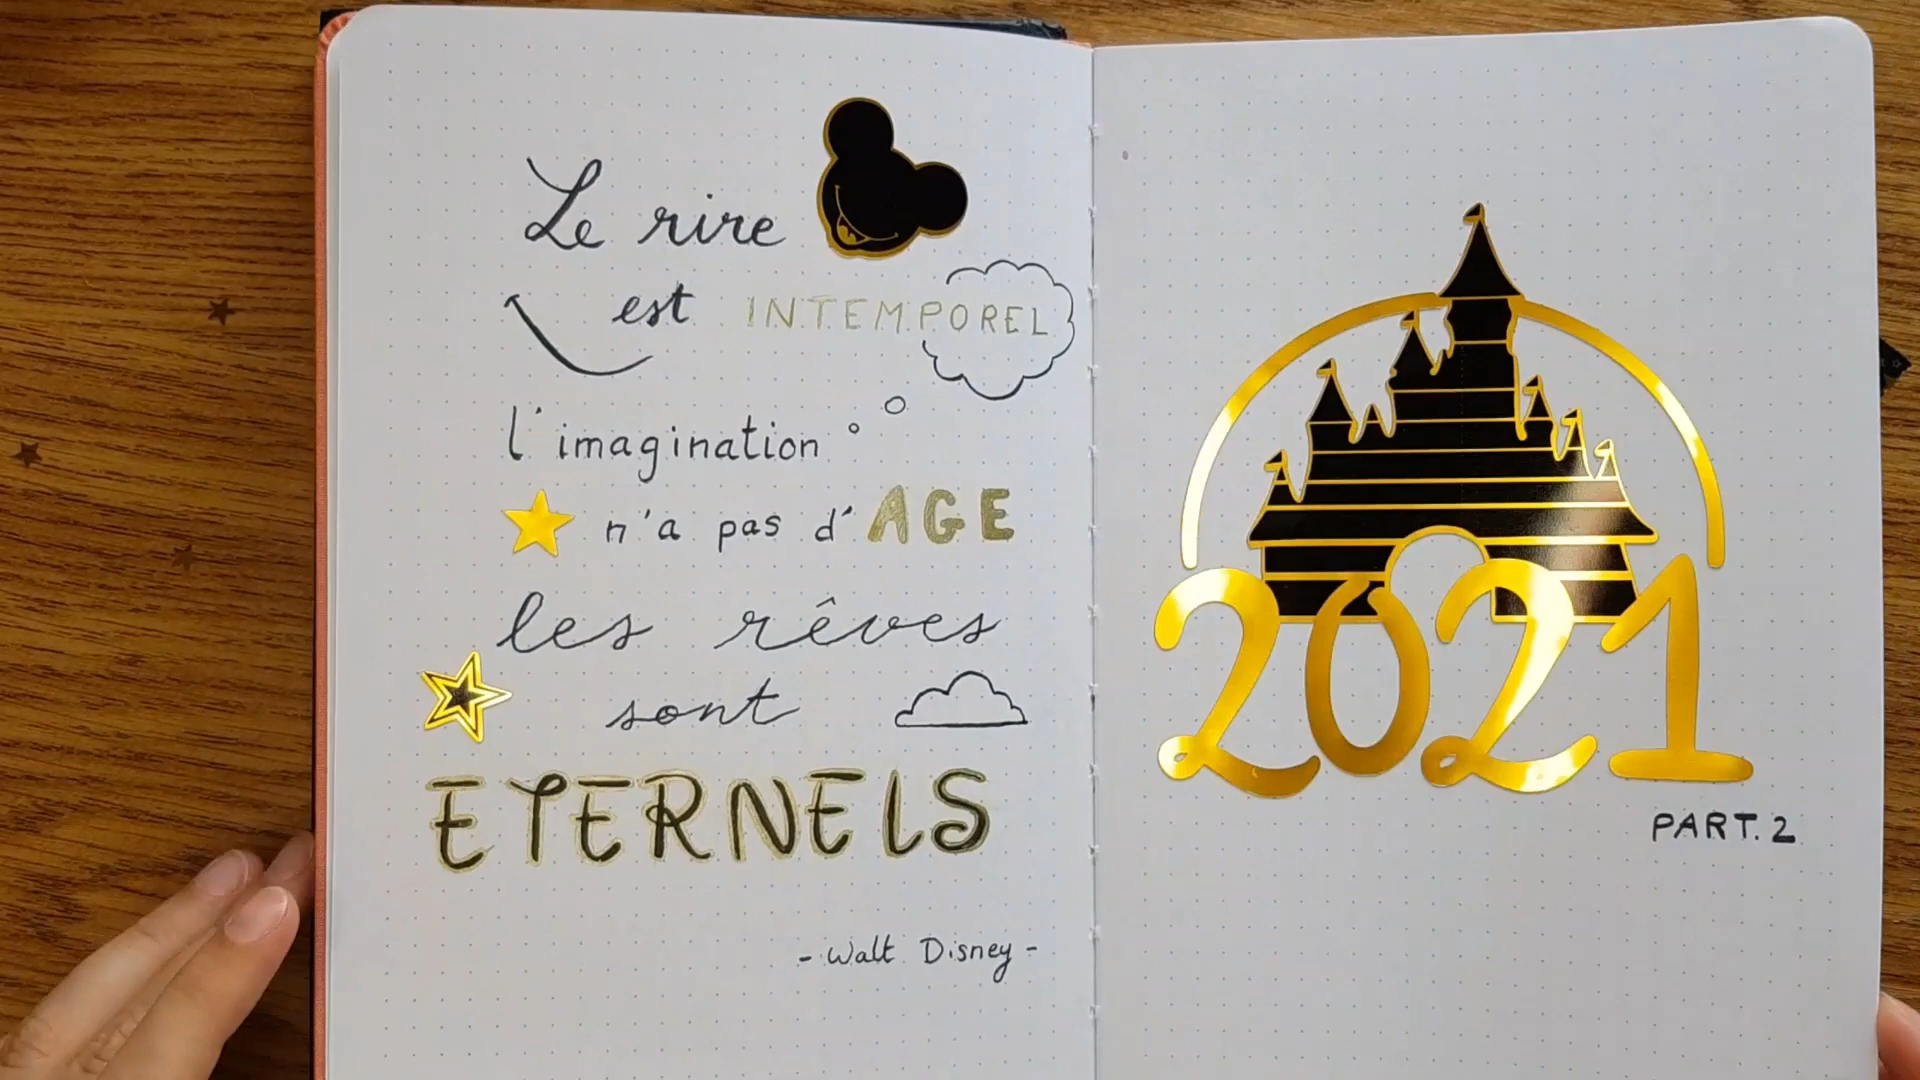 Le rire
est INTEMPOREL
l'imagination
n'a pas d'AGE
les rêves
sont
ETERNELS
- Walt Disney -
2021
PART. 2